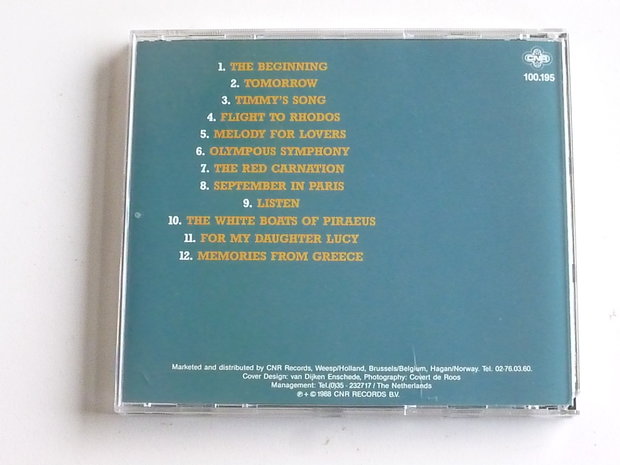 CNR
100.195
1. THE BEGINNING
2. TOMORROW
3. TIMMY'S SONG
4. FLIGHT TO RHODOS
5. MELODY FOR LOVERS
6. OLYMPOUS SYMPHONY
7. THE RED CARNATION
8. SEPTEMBER IN PARIS
9. LISTEN
10. THE WHITE BOATS OF PIRAEUS
11. FOR MY DAUGHTER LUCY
12. MEMORIES FROM GREECE
Marketed and distributed by CNR Records, Weesp/Holland, Brussels/Belgium, Hagan/Norway. Tel. 02-76.03.60.
Cover Design: van Dijken Enschede, Photography: Covert de Roos
Management: Tel.(0)35 - 232717 / The Netherlands
℗ + © 1988 CNR RECORDS B.V.